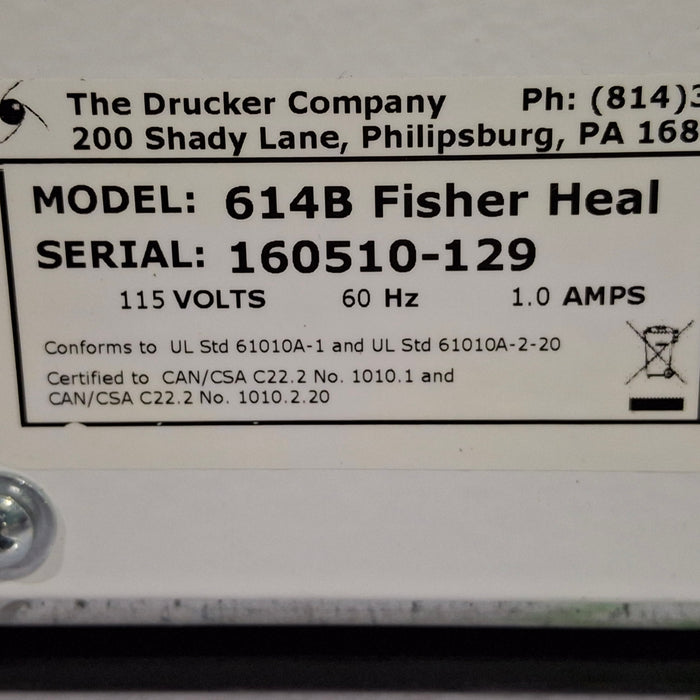 The Drucker Company Ph: (814)3
200 Shady Lane, Philipsburg, PA 168
MODEL: 614B Fisher Heal
SERIAL: 160510-129
115 VOLTS 60 Hz 1.0 AMPS
Conforms to UL Std 61010A-1 and UL Std 61010A-2-20
Certified to CAN/CSA C22.2 No. 1010.1 and
CAN/CSA C22.2 No. 1010.2.20